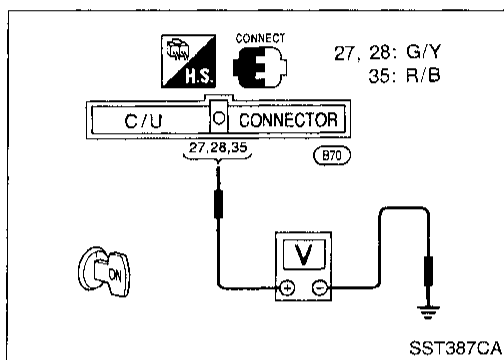 CONNECT
H.S.
27, 28: G/Y
35: R/B
C/U CONNECTOR
27,28,35
B70
V
ON
+ −
SST387CA